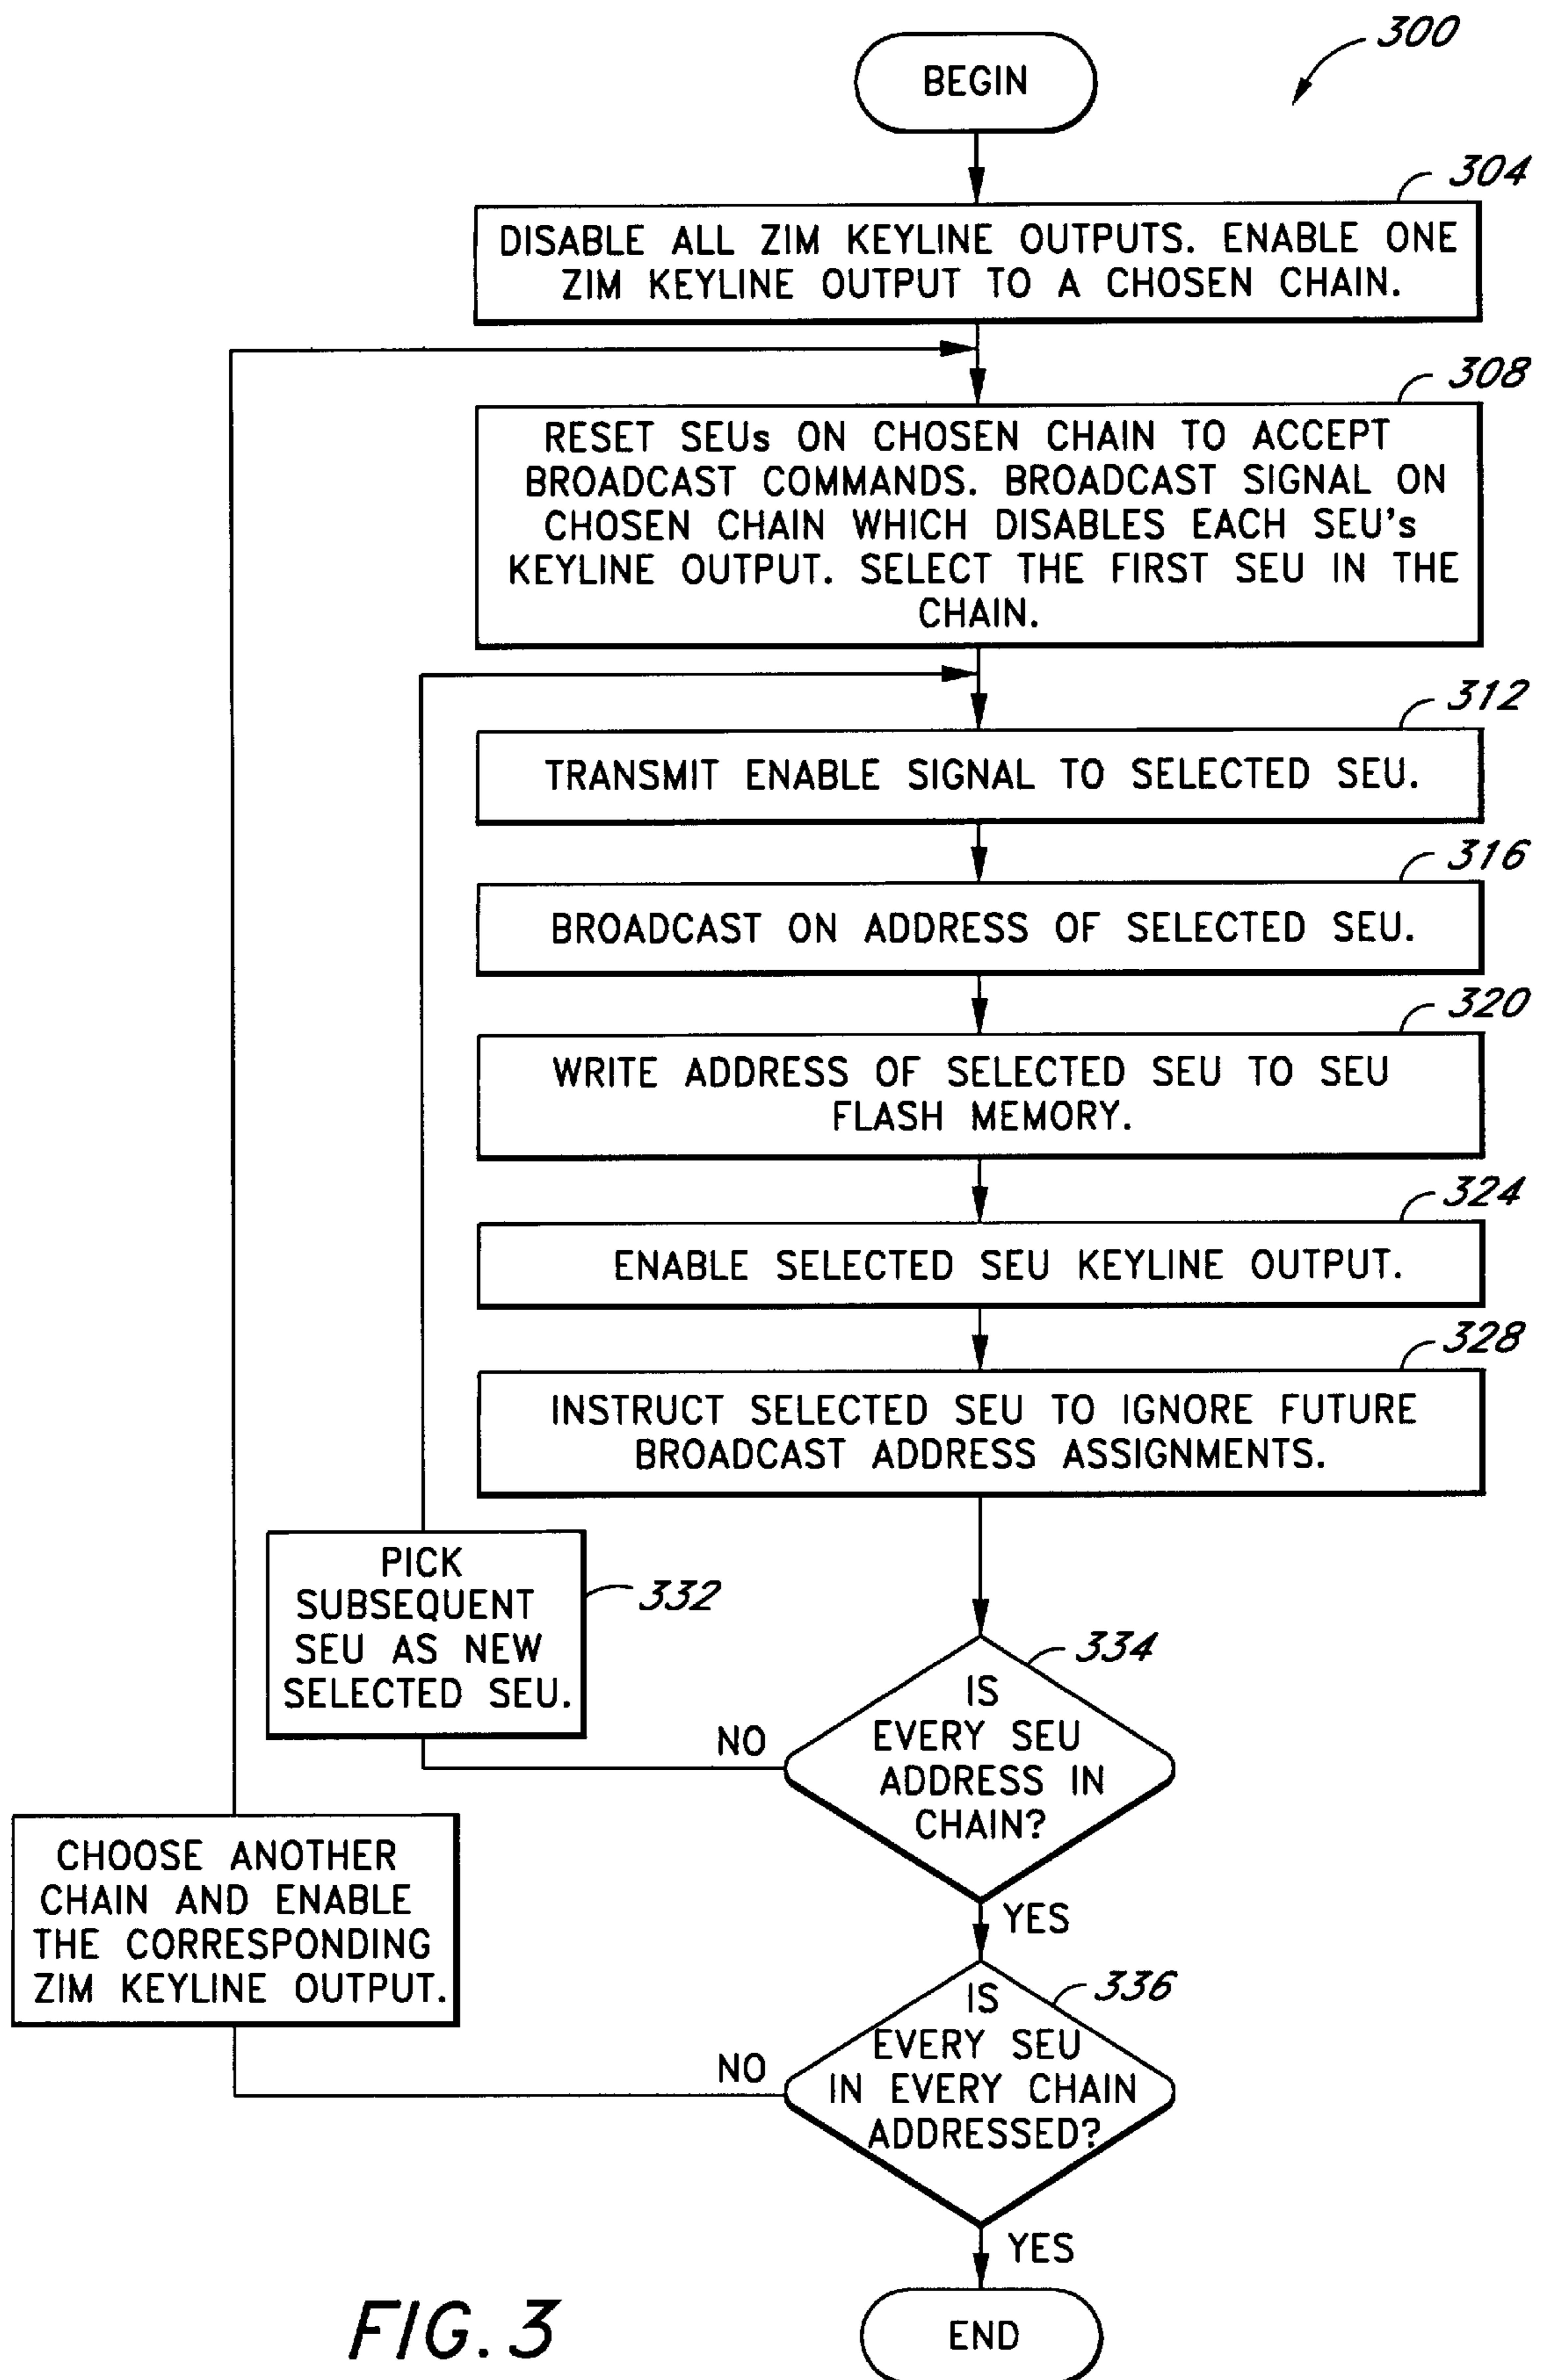 300
BEGIN
304
DISABLE ALL ZIM KEYLINE OUTPUTS. ENABLE ONE
ZIM KEYLINE OUTPUT TO A CHOSEN CHAIN.
308
RESET SEUs ON CHOSEN CHAIN TO ACCEPT
BROADCAST COMMANDS. BROADCAST SIGNAL ON
CHOSEN CHAIN WHICH DISABLES EACH SEU's
KEYLINE OUTPUT. SELECT THE FIRST SEU IN THE
CHAIN.
312
TRANSMIT ENABLE SIGNAL TO SELECTED SEU.
316
BROADCAST ON ADDRESS OF SELECTED SEU.
320
WRITE ADDRESS OF SELECTED SEU TO SEU
FLASH MEMORY.
324
ENABLE SELECTED SEU KEYLINE OUTPUT.
328
INSTRUCT SELECTED SEU TO IGNORE FUTURE
BROADCAST ADDRESS ASSIGNMENTS.
PICK
SUBSEQUENT
SEU AS NEW
SELECTED SEU.
332
334
IS
EVERY SEU
ADDRESS IN
CHAIN?
NO
YES
CHOOSE ANOTHER
CHAIN AND ENABLE
THE CORRESPONDING
ZIM KEYLINE OUTPUT.
336
IS
EVERY SEU
IN EVERY CHAIN
ADDRESSED?
NO
YES
END
FIG. 3